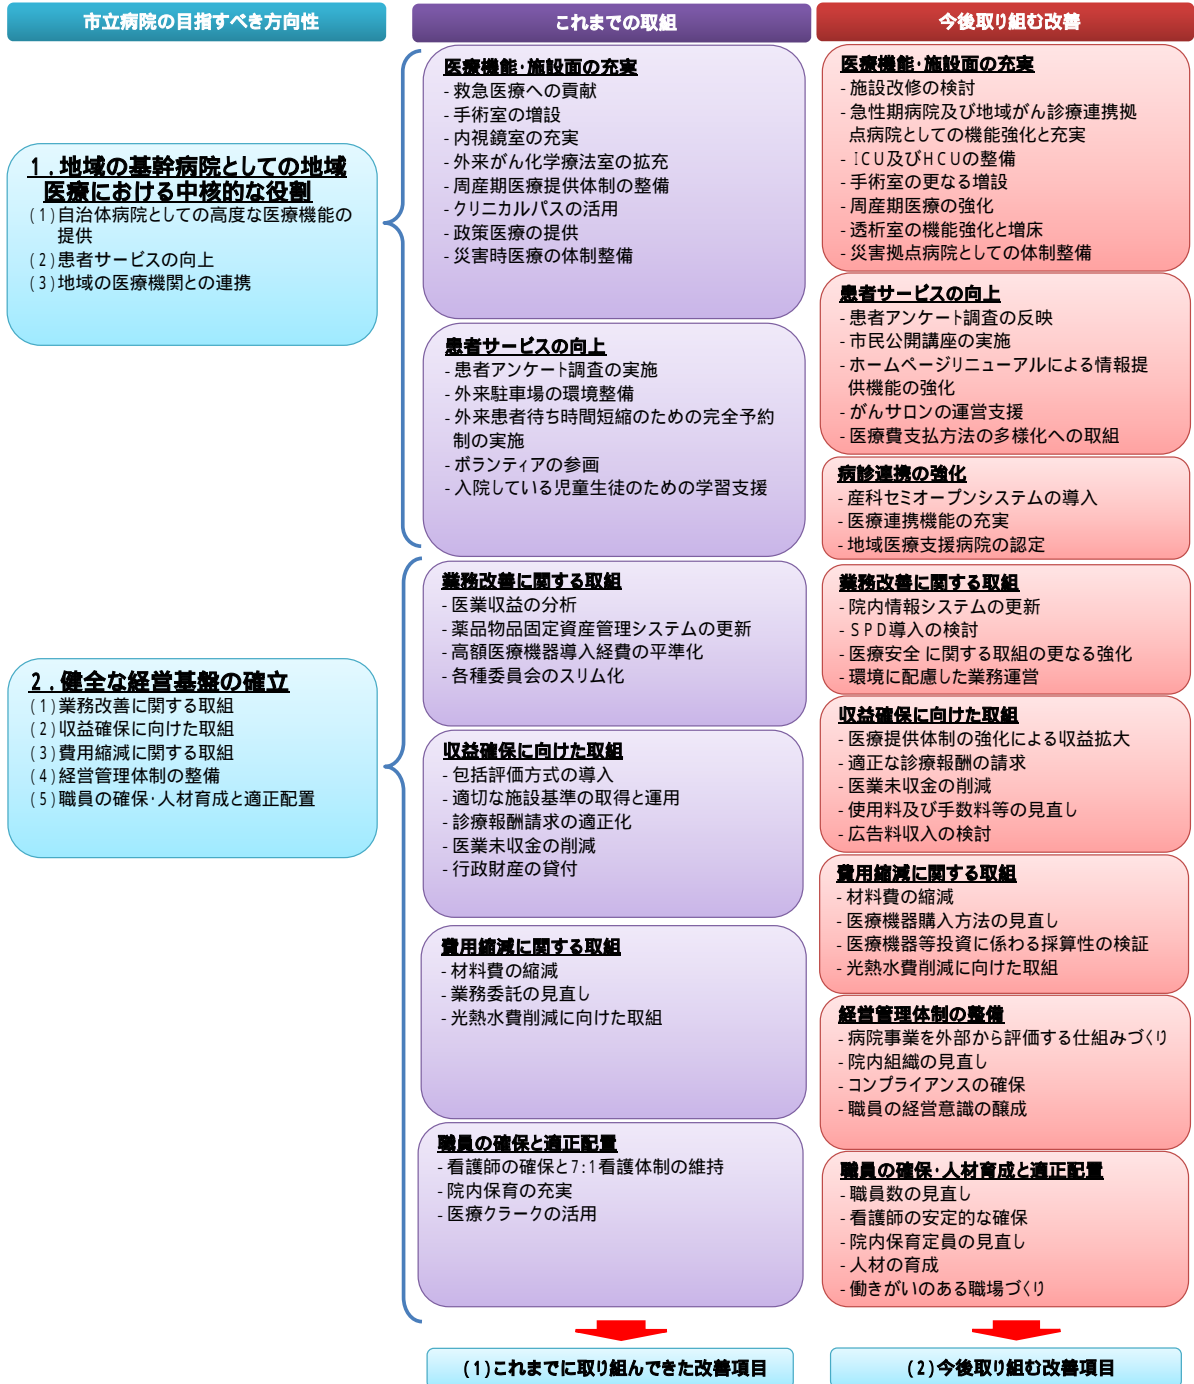 市立病院の目指すべき方向性
これまでの取組
今後取り組む改善
1．地域の基幹病院としての地域
医療における中核的な役割
(1)自治体病院としての高度な医療機能の
提供
(2)患者サービスの向上
(3)地域の医療機関との連携
2．健全な経営基盤の確立
(1)業務改善に関する取組
(2)収益確保に向けた取組
(3)費用縮減に関する取組
(4)経営管理体制の整備
(5)職員の確保･人材育成と適正配置
医療機能･施設面の充実
-救急医療への貢献
-手術室の増設
-内視鏡室の充実
-外来がん化学療法室の拡充
-周産期医療提供体制の整備
-クリニカルパスの活用
-政策医療の提供
-災害時医療の体制整備
患者サービスの向上
-患者アンケート調査の実施
-外来駐車場の環境整備
-外来患者待ち時間短縮のための完全予約
制の実施
-ボランティアの参画
-入院している児童生徒のための学習支援
業務改善に関する取組
-医業収益の分析
-薬品物品固定資産管理システムの更新
-高額医療機器導入経費の平準化
-各種委員会のスリム化
収益確保に向けた取組
-包括評価方式の導入
-適切な施設基準の取得と運用
-診療報酬請求の適正化
-医業未収金の削減
-行政財産の貸付
費用縮減に関する取組
-材料費の縮減
-業務委託の見直し
-光熱水費削減に向けた取組
職員の確保と適正配置
-看護師の確保と7:1看護体制の維持
-院内保育の充実
-医療クラークの活用
(1)これまでに取り組んできた改善項目
医療機能･施設面の充実
-施設改修の検討
-急性期病院及び地域がん診療連携拠
点病院としての機能強化と充実
-ICU及びHCUの整備
-手術室の更なる増設
-周産期医療の強化
-透析室の機能強化と増床
-災害拠点病院としての体制整備
患者サービスの向上
-患者アンケート調査の反映
-市民公開講座の実施
-ホームページリニューアルによる情報提
供機能の強化
-がんサロンの運営支援
-医療費支払方法の多様化への取組
病診連携の強化
-産科セミオープンシステムの導入
-医療連携機能の充実
-地域医療支援病院の認定
業務改善に関する取組
-院内情報システムの更新
-SPD導入の検討
-医療安全に関する取組の更なる強化
-環境に配慮した業務運営
収益確保に向けた取組
-医療提供体制の強化による収益拡大
-適正な診療報酬の請求
-医業未収金の削減
-使用料及び手数料等の見直し
-広告料収入の検討
費用縮減に関する取組
-材料費の縮減
-医療機器購入方法の見直し
-医療機器等投資に係わる採算性の検証
-光熱水費削減に向けた取組
経営管理体制の整備
-病院事業を外部から評価する仕組みづくり
-院内組織の見直し
-コンプライアンスの確保
-職員の経営意識の醸成
職員の確保･人材育成と適正配置
-職員数の見直し
-看護師の安定的な確保
-院内保育定員の見直し
-人材の育成
-働きがいのある職場づくり
(2)今後取り組む改善項目